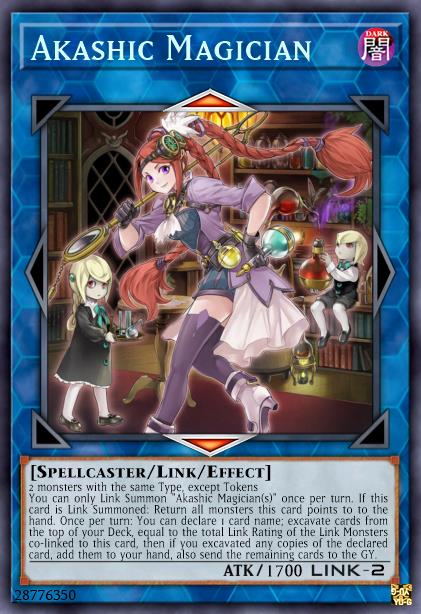 AKASHIC MAGICIAN
DARK
闇
[SPELLCASTER/LINK/EFFECT]
2 monsters with the same Type, except Tokens
You can only Link Summon "Akashic Magician(s)" once per turn. If this
card is Link Summoned: Return all monsters this card points to to
the hand. Once per turn: You can declare 1 card name; excavate cards from
the top of your Deck, equal to the total Link Rating of the Link Monsters
co-linked to this card, then if you excavated any copies of the declared
card, add them to your hand, also send the remaining cards to the GY.
ATK/1700 LINK-2
28776350